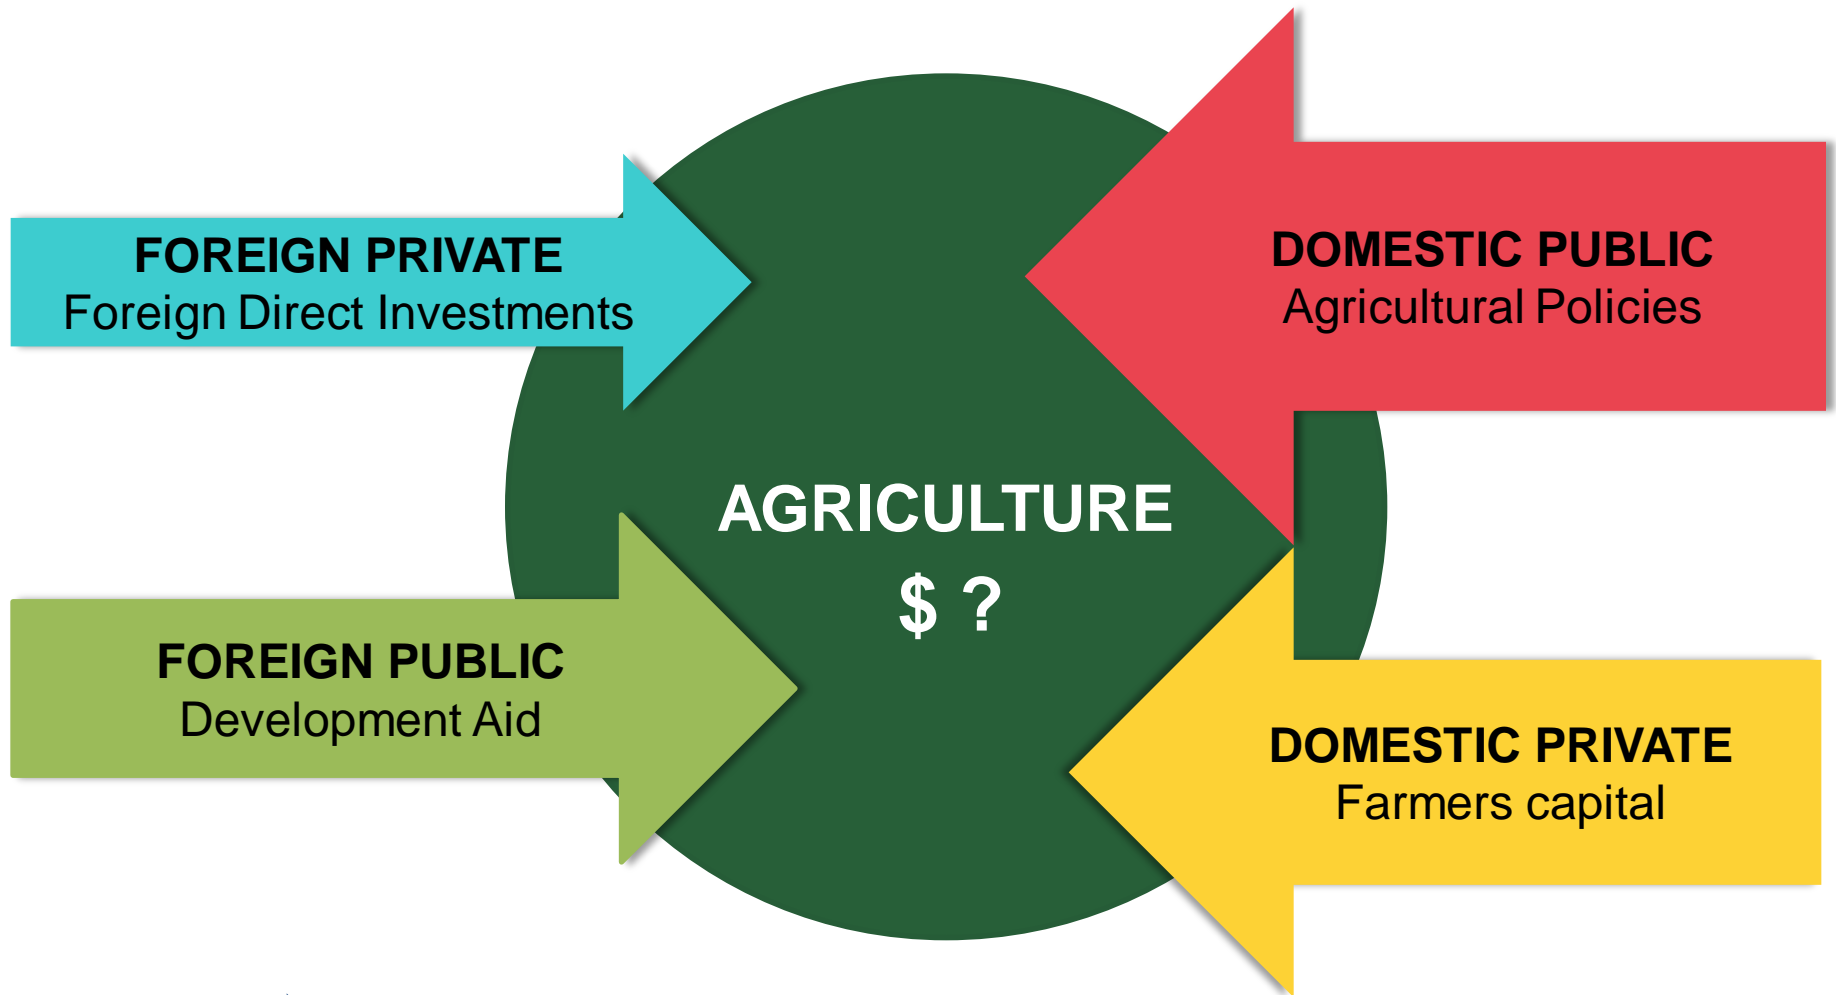 FOREIGN PRIVATE
Foreign Direct Investments
DOMESTIC PUBLIC
Agricultural Policies
AGRICULTURE
$ ?
FOREIGN PUBLIC
Development Aid
DOMESTIC PRIVATE
Farmers capital